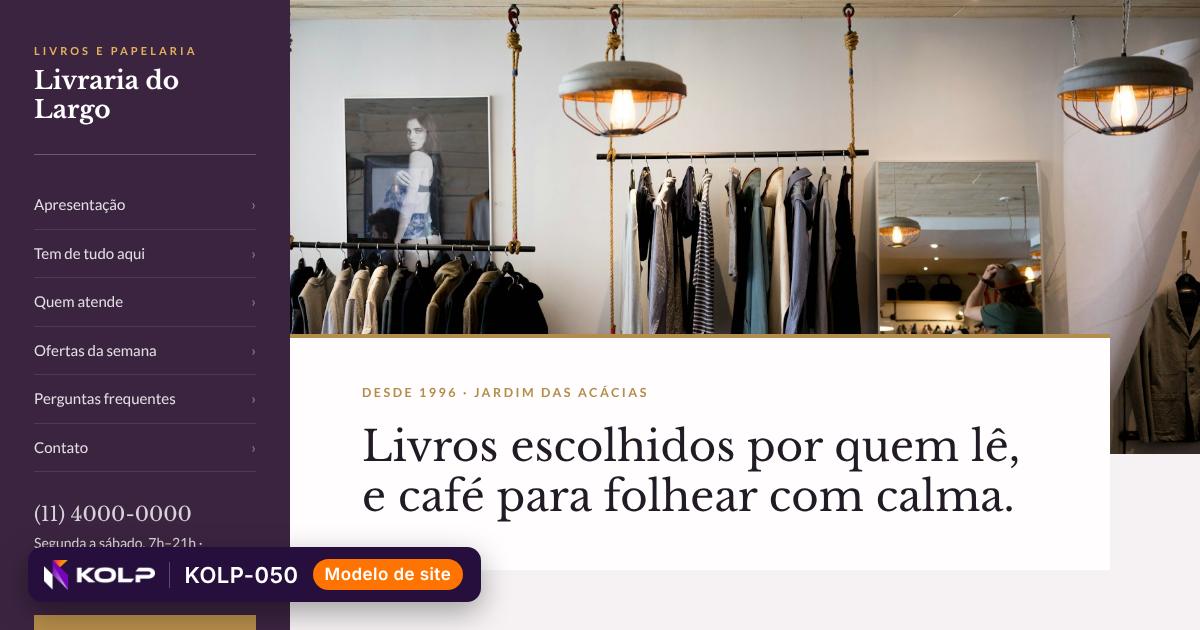 LIVROS E PAPELARIA
Livraria do
Largo
Apresentação
Tem de tudo aqui
Quem atende
Ofertas da semana
Perguntas frequentes
Contato
(11) 4000-0000
Segunda a sábado, 7h–21h ·
DESDE 1996 · JARDIM DAS ACÁCIAS
Livros escolhidos por quem lê,
e café para folhear com calma.
KOLP
KOLP-050
Modelo de site